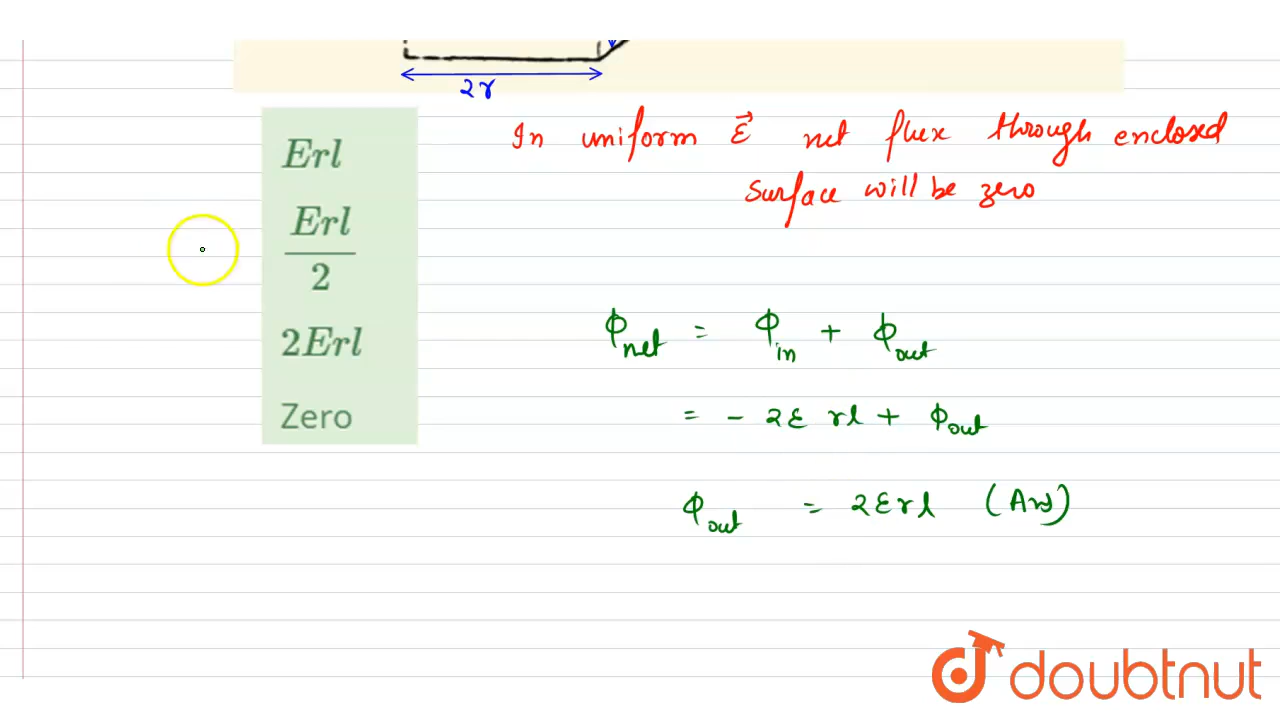 2r
In uniform \vec{E} net flux through enclosed
surface will be zero
Erl
Erl/2
2Erl
Zero
ϕnet = ϕin + ϕout
= - 2E rl + ϕout
ϕout = 2Erl (Ans)
doubtnut